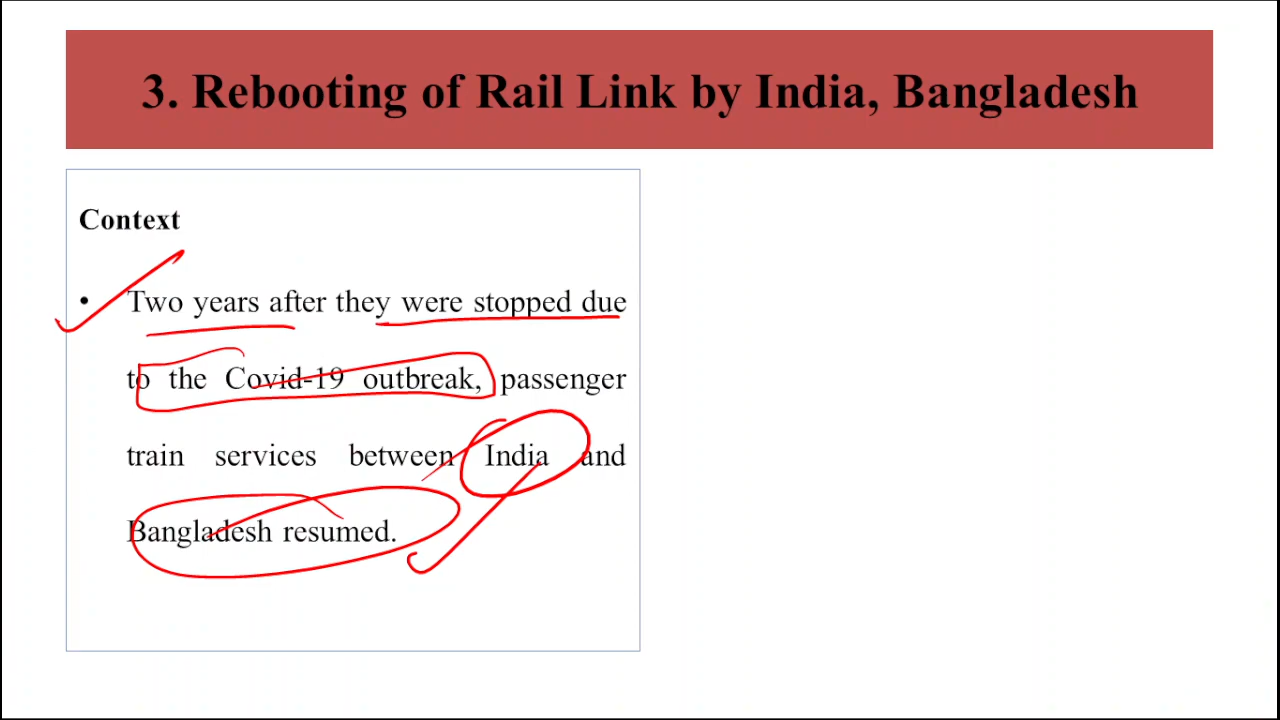 3. Rebooting of Rail Link by India, Bangladesh
Context
• Two years after they were stopped due
to the Covid-19 outbreak, passenger
train services between India and
Bangladesh resumed.